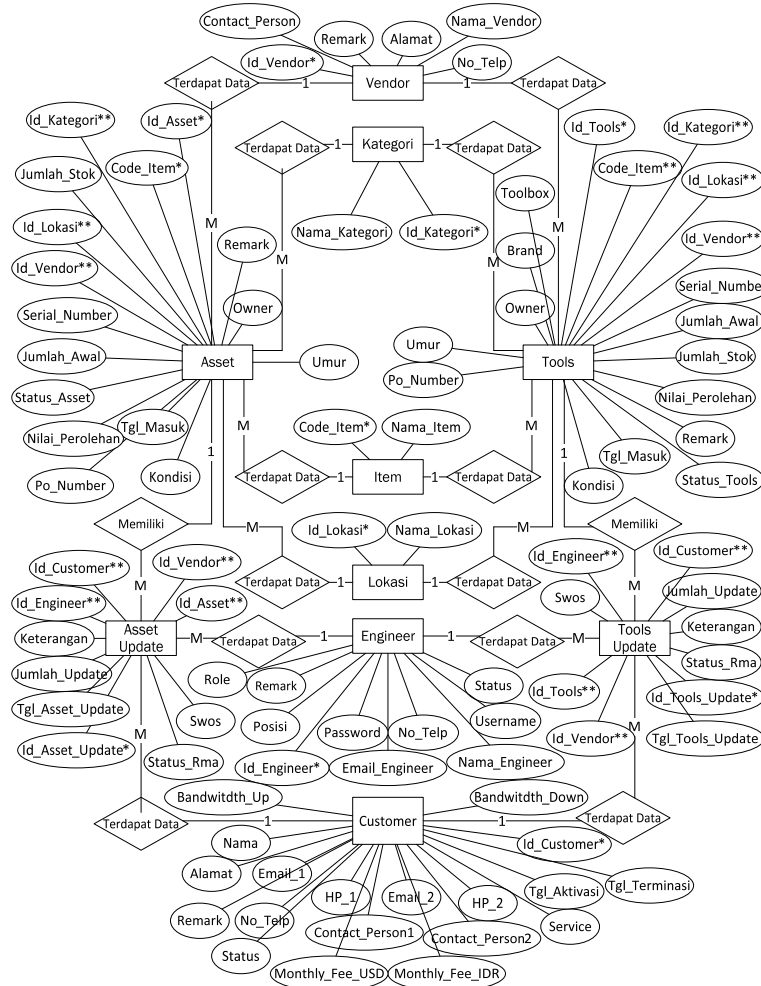 Contact_Person
Nama_Vendor
Remark
Alamat
Id_Vendor*
No_Telp
Terdapat Data
1
Vendor
1
Terdapat Data
Id_Kategori**
Id_Asset*
Id_Tools*
Id_Kategori**
Terdapat Data
1
Kategori
1
Terdapat Data
Jumlah_Stok
Code_Item*
Code_Item**
Id_Lokasi**
Toolbox
Id_Lokasi**
M
M
Nama_Kategori
Id_Kategori*
Remark
Brand
Id_Vendor**
Id_Vendor**
M
M
Serial_Number
Owner
Owner
Serial_Numbe
Jumlah_Awal
Jumlah_Awal
Asset
Umur
Umur
Tools
Jumlah_Stok
Po_Number
Status_Asset
Nilai_Perolehan
Tgl_Masuk
M
Code_Item*
Nama_Item
M
Nilai_Perolehan
1
1
Remark
Tgl_Masuk
Po_Number
Kondisi
Terdapat Data
1
Item
1
Terdapat Data
Kondisi
Status_Tools
Memiliki
M
Id_Lokasi*
Nama_Lokasi
M
Memiliki
Id_Customer**
Id_Vendor**
Id_Engineer**
Id_Customer**
M
Terdapat Data
1
Lokasi
1
Terdapat Data
M
Id_Engineer**
Id_Asset**
Swos
Jumlah_Update
Keterangan
Asset
Update
M
Terdapat Data
1
Engineer
1
Terdapat Data
M
Tools
Update
Keterangan
Jumlah_Update
Status_Rma
Role
Remark
Status
Id_Tools**
Id_Tools_Update*
Tgl_Asset_Update
Swos
Posisi
Password
No_Telp
Username
M
M
Id_Vendor**
Tgl_Tools_Update
Id_Asset_Update*
Status_Rma
Id_Engineer*
Email_Engineer
Nama_Engineer
Bandwitdth_Up
Bandwitdth_Down
Terdapat Data
1
Customer
1
Terdapat Data
Nama
Id_Customer*
Alamat
Email_1
Tgl_Terminasi
HP_1
Email_2
HP_2
Tgl_Aktivasi
Remark
No_Telp
Contact_Person1
Contact_Person2
Service
Status
Monthly_Fee_USD
Monthly_Fee_IDR